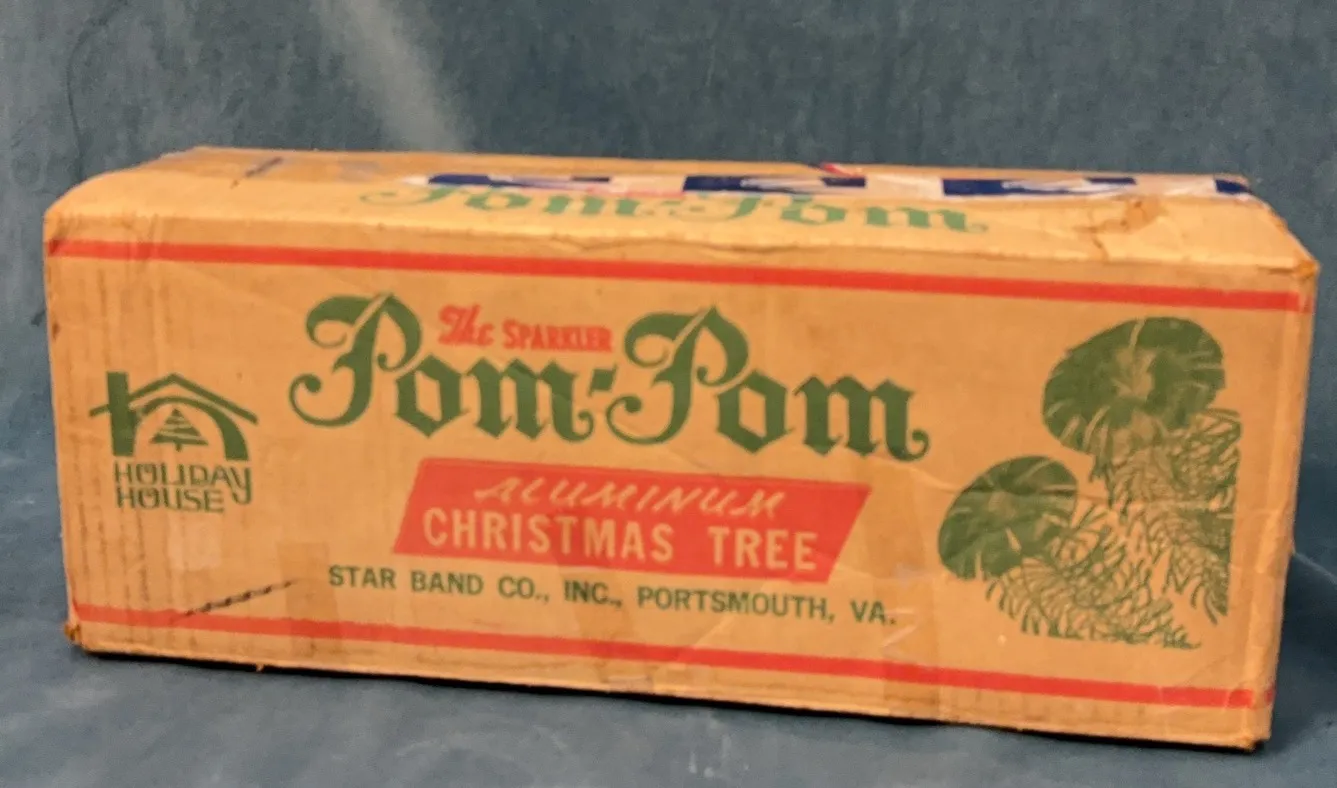 Pom-Pom
The SPARKLER
Pom-Pom
HOLIDAY
HOUSE
ALUMINUM
CHRISTMAS TREE
STAR BAND CO., INC., PORTSMOUTH, VA.